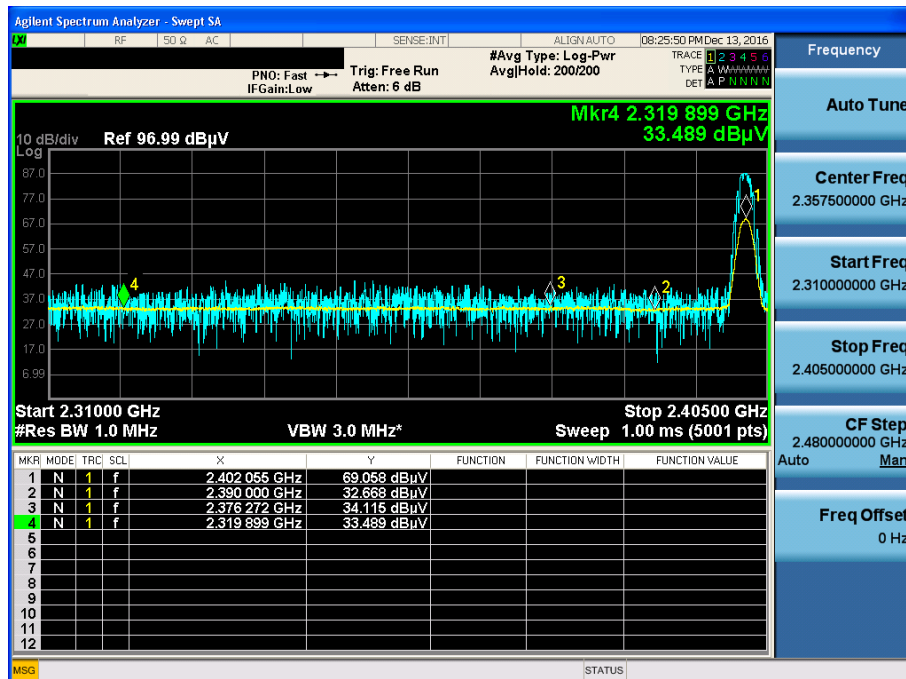 Agilent Spectrum Analyzer - Swept SA
LXI RF 50 Ω AC SENSE:INT ALIGN AUTO 08:25:50 PM Dec 13, 2016
PNO: Fast Trig: Free Run #Avg Type: Log-Pwr TRACE 1 2 3 4 5 6
IFGain:Low Atten: 6 dB Avg|Hold: 200/200 TYPE A WWWWW
DET A P N N N N
Mkr4 2.319 899 GHz
33.489 dBµV
10 dB/div Ref 96.99 dBµV
Log
87.0
77.0
67.0
57.0
47.0
37.0
27.0
17.0
6.99
1
2
3
4
Start 2.31000 GHz Stop 2.40500 GHz
#Res BW 1.0 MHz VBW 3.0 MHz* Sweep 1.00 ms (5001 pts)
MKR MODE TRC SCL X Y FUNCTION FUNCTION WIDTH FUNCTION VALUE
1 N 1 f 2.402 055 GHz 69.058 dBµV
2 N 1 f 2.390 000 GHz 32.668 dBµV
3 N 1 f 2.376 272 GHz 34.115 dBµV
4 N 1 f 2.319 899 GHz 33.489 dBµV
5
6
7
8
9
10
11
12
MSG STATUS
Frequency
Auto Tune
Center Freq
2.357500000 GHz
Start Freq
2.310000000 GHz
Stop Freq
2.405000000 GHz
CF Step
2.480000000 GHz
Auto Man
Freq Offset
0 Hz